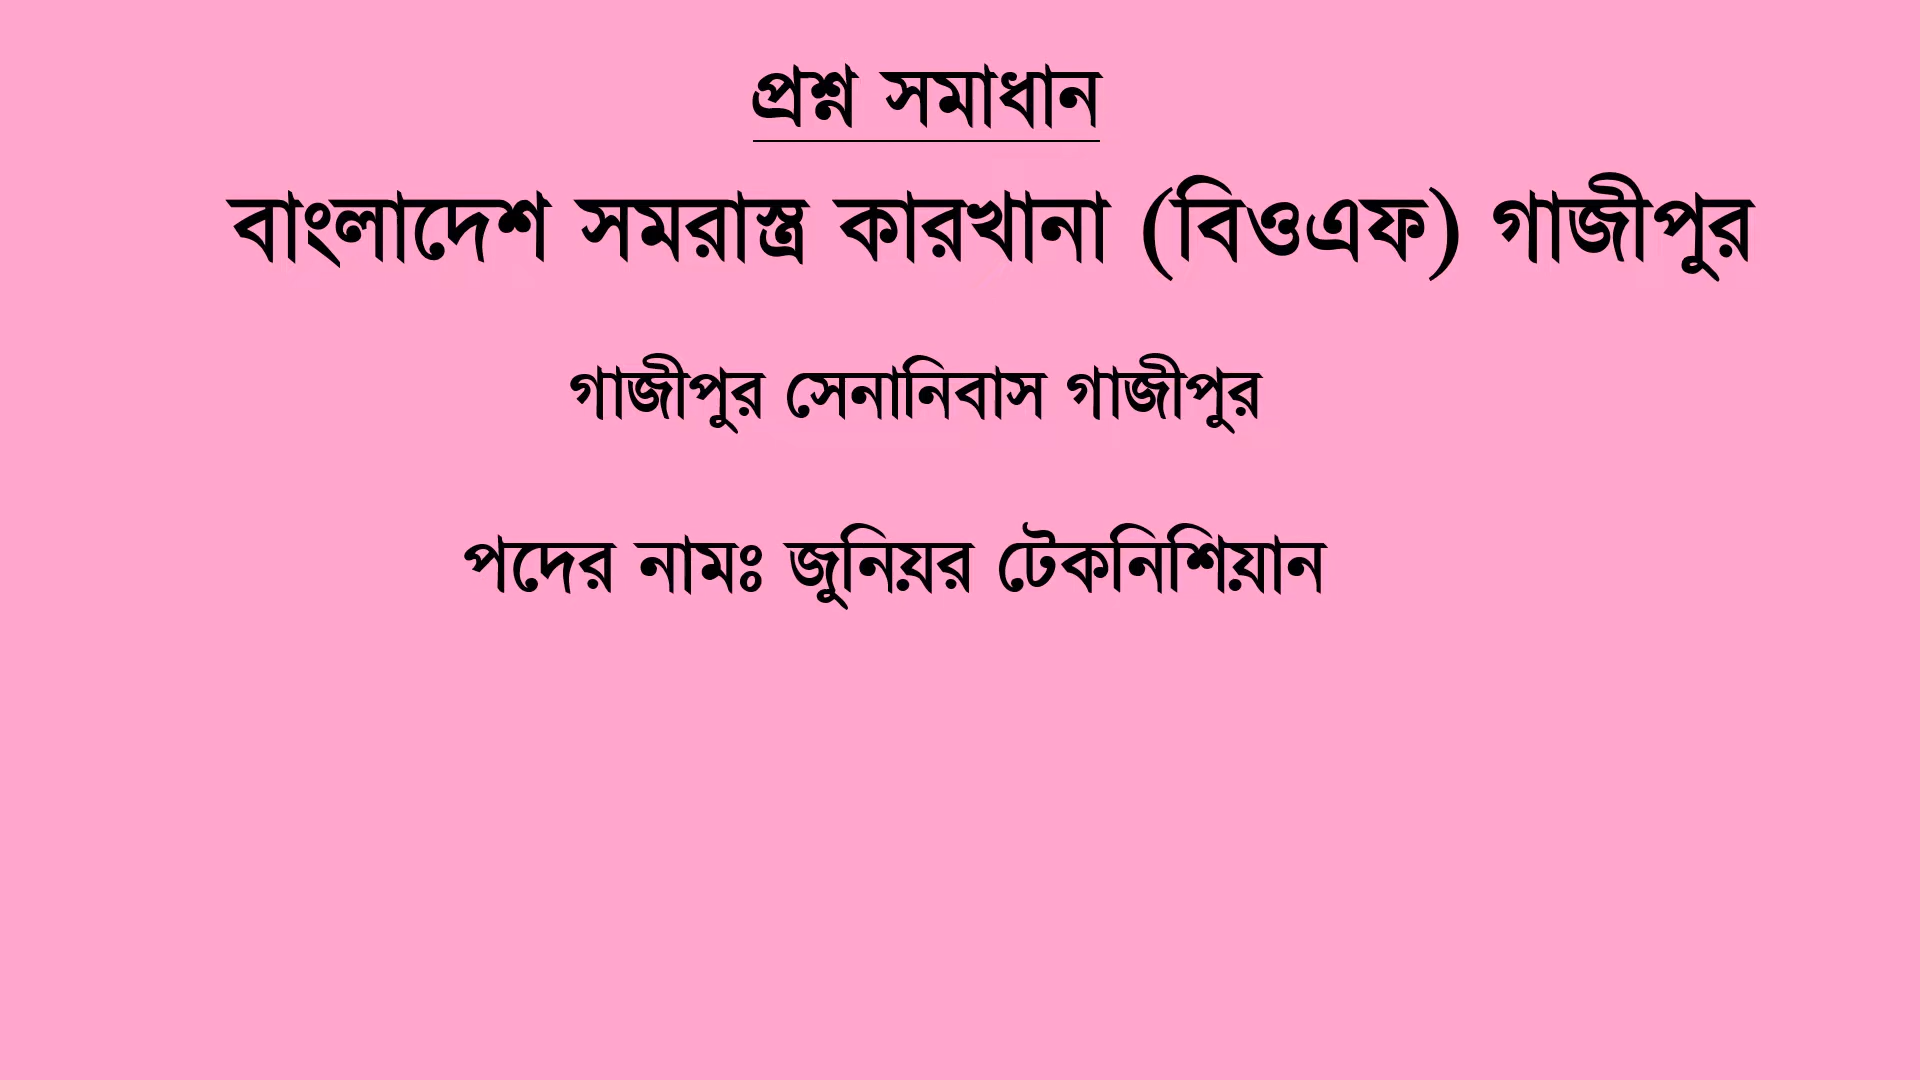 প্রশ্ন সমাধান
বাংলাদেশ সমরাস্ত্র কারখানা (বিওএফ) গাজীপুর
গাজীপুর সেনানিবাস গাজীপুর
পদের নামঃ জুনিয়র টেকনিশিয়ান